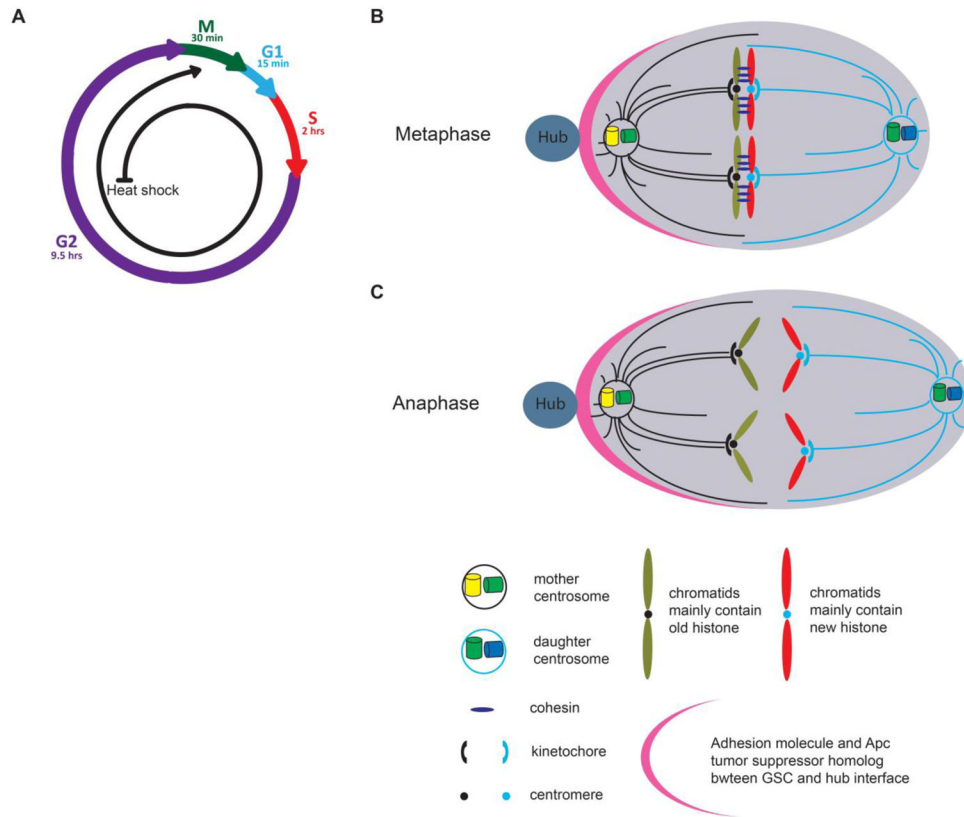 A
M
30 min
G1
15 min
S
2 hrs
Heat shock
G2
9.5 hrs
B
Metaphase
Hub
C
Anaphase
Hub
mother
centrosome
daughter
centrosome
cohesin
kinetochore
centromere
chromatids
mainly contain
old histone
chromatids
mainly contain
new histone
Adhesion molecule and Apc
tumor suppressor homolog
bwteen GSC and hub interface